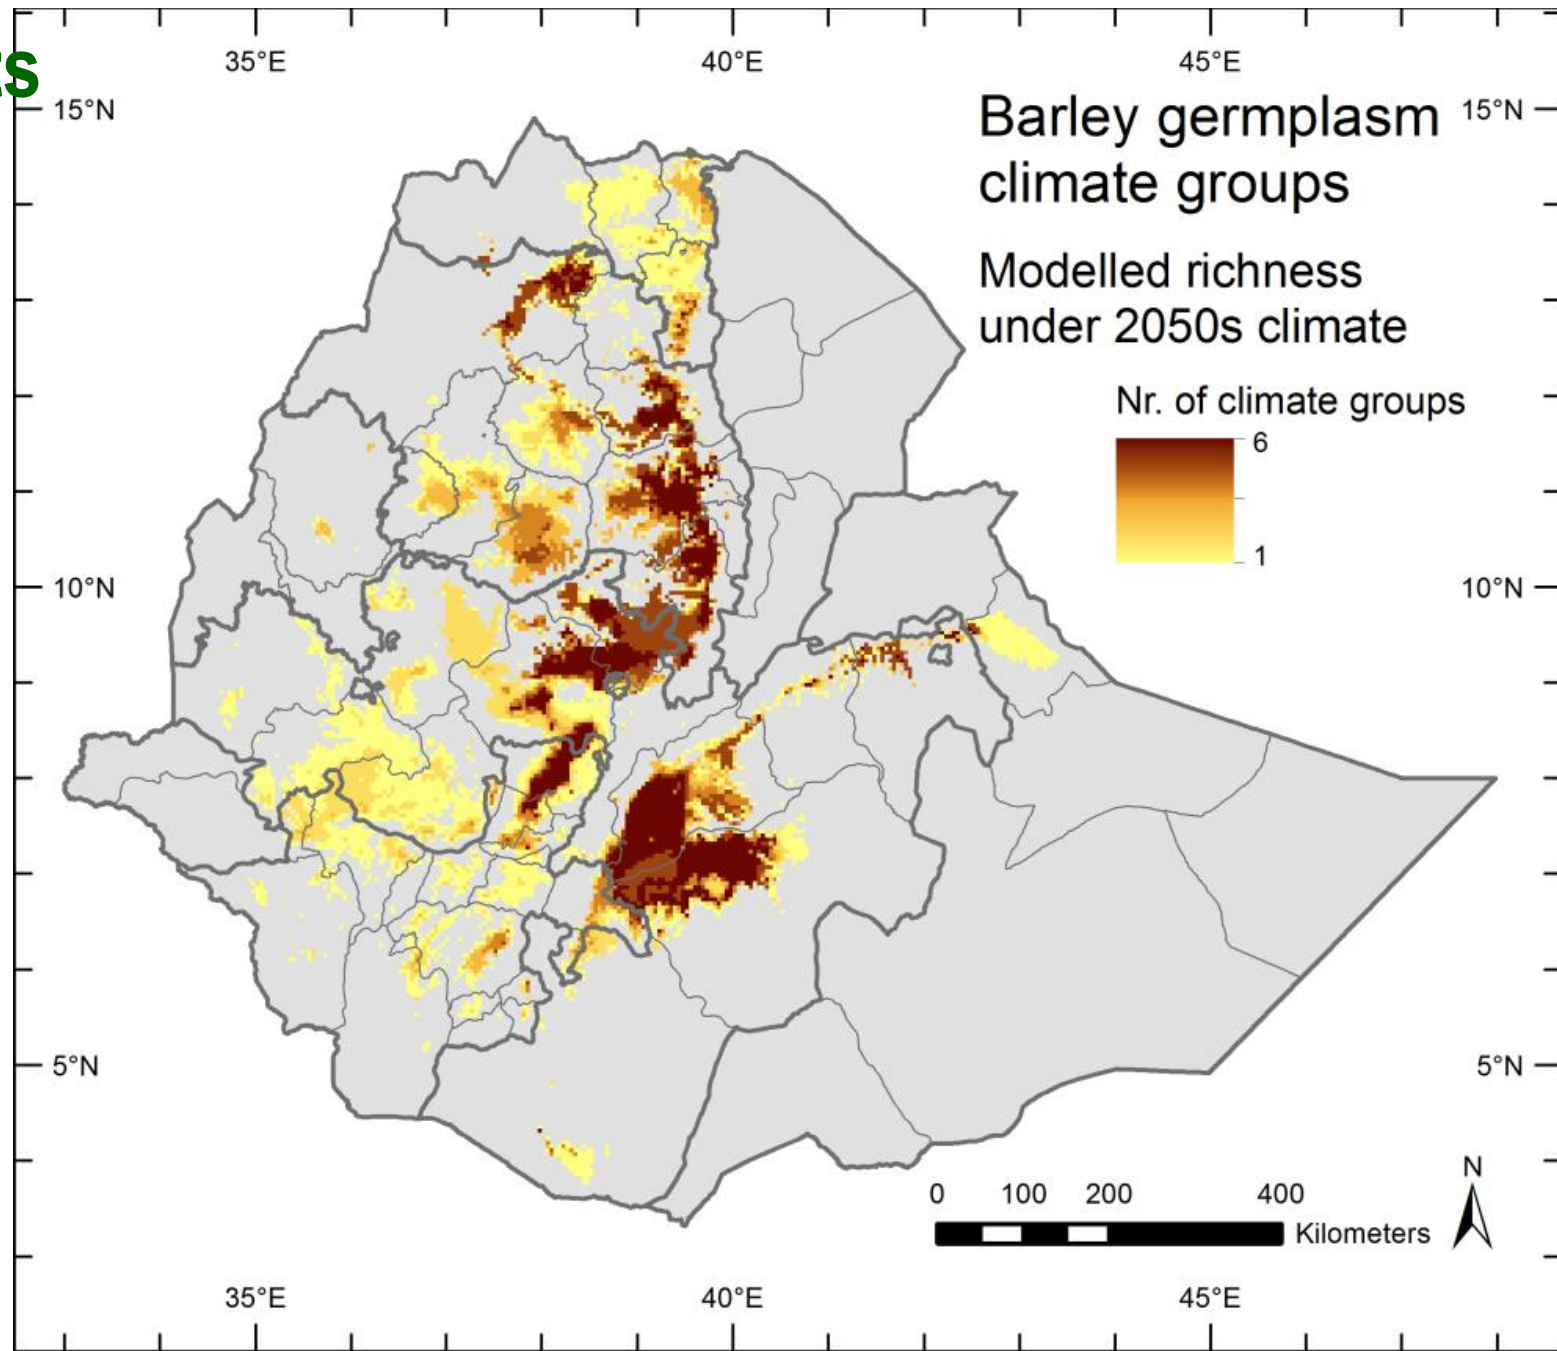 35°E 40°E 45°E
15°N 15°N
Barley germplasm
climate groups
Modelled richness
under 2050s climate
Nr. of climate groups
6
1
10°N 10°N
5°N 5°N
N
0 100 200 400
Kilometers
35°E 40°E 45°E